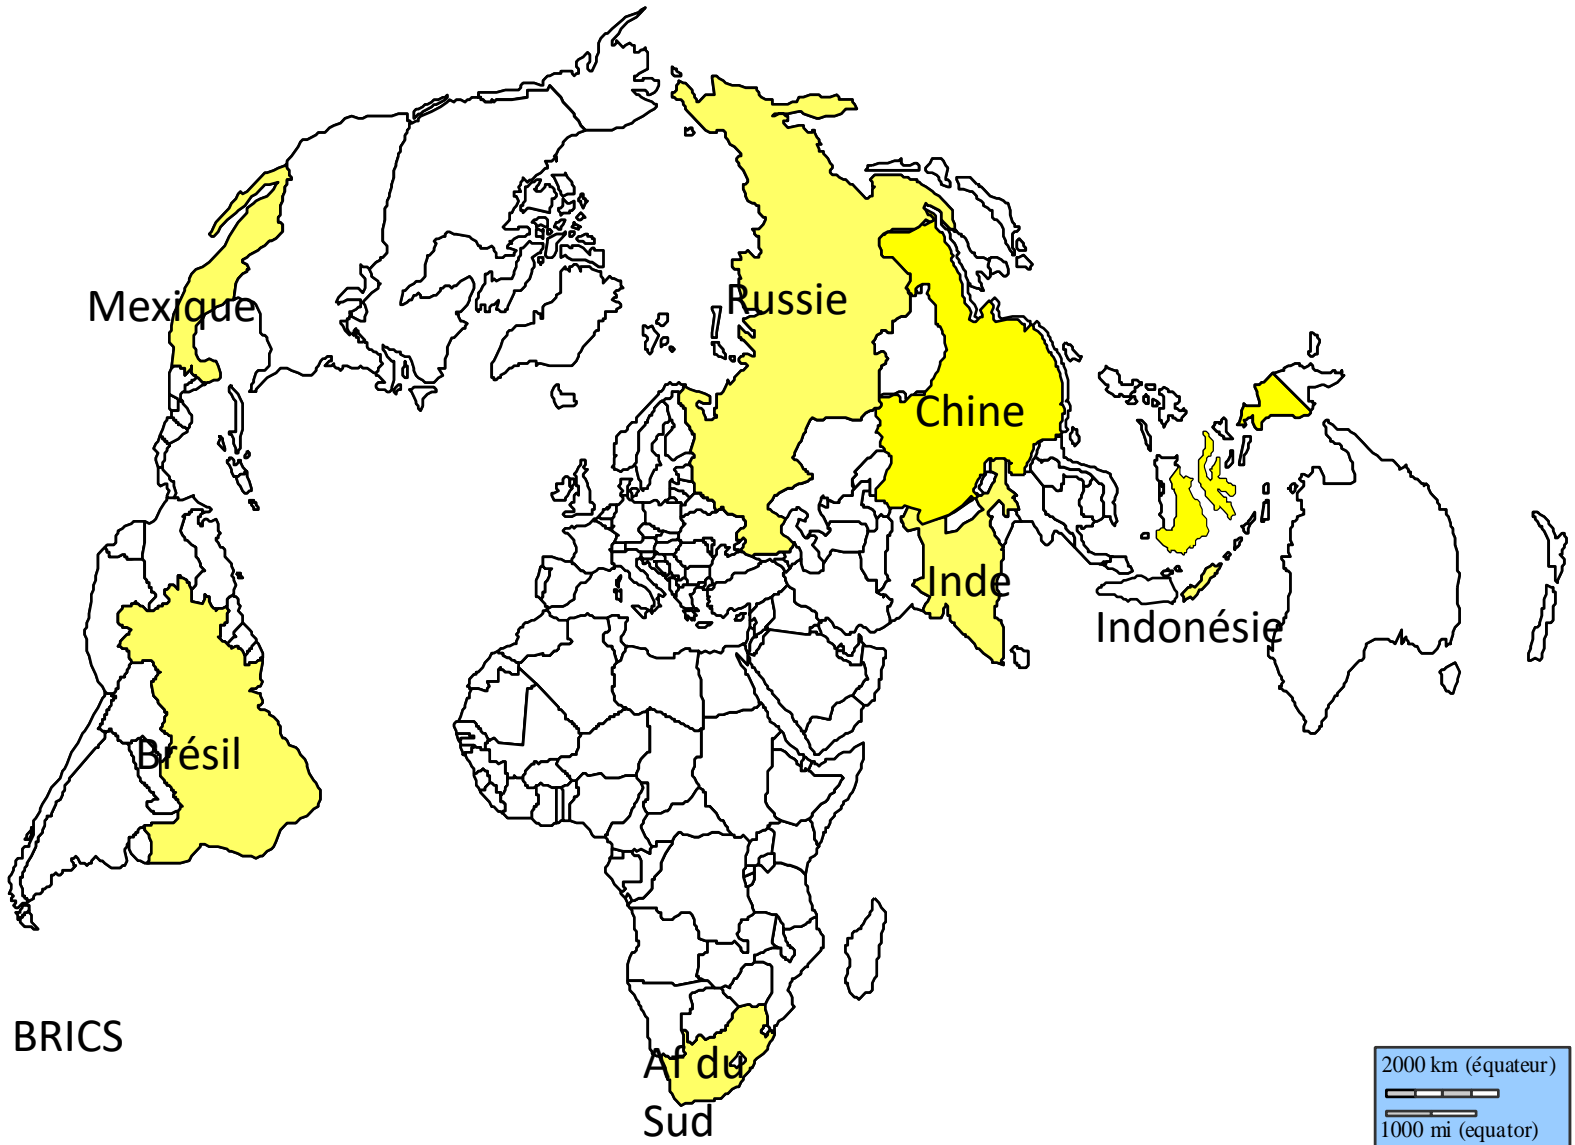 Mexique
Russie
Chine
Inde
Indonésie
Brésil
BRICS
Af du
Sud
2000 km (équateur)
1000 mi (equator)